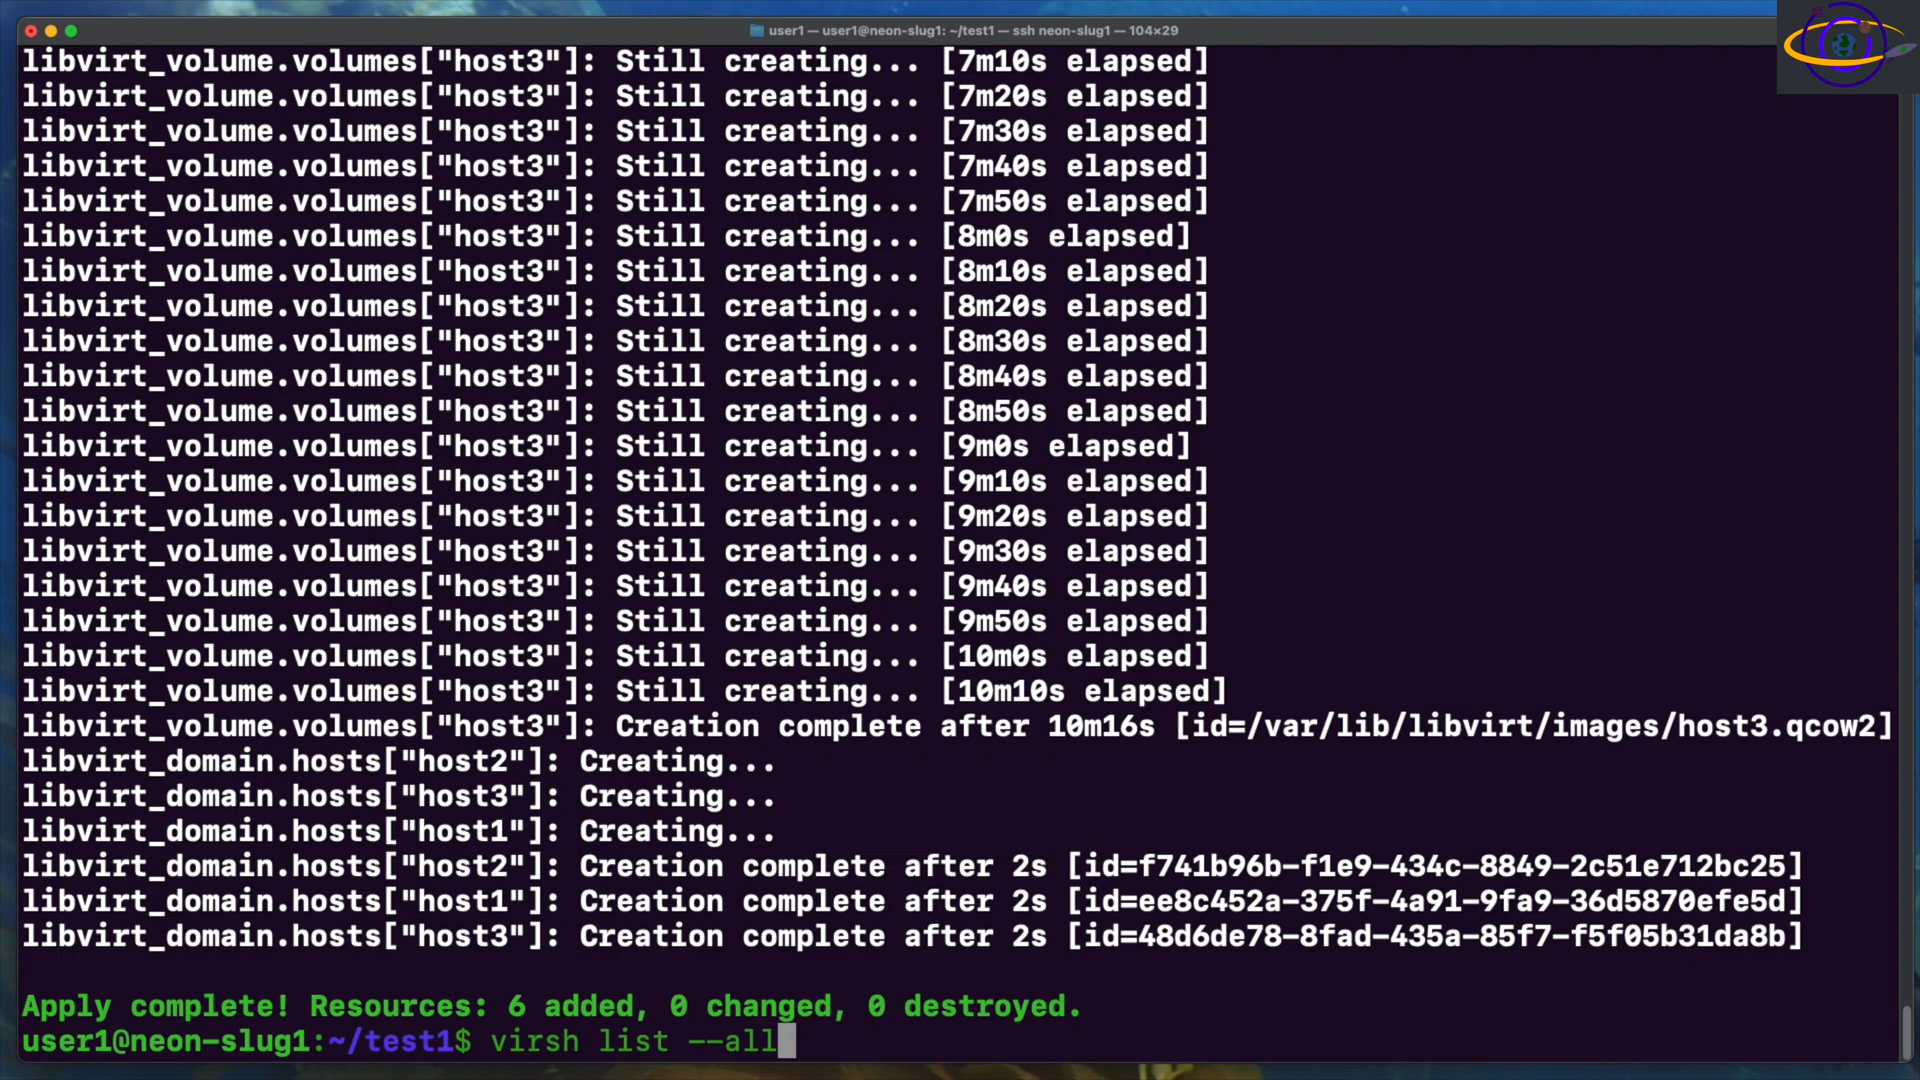 user1 — user1@neon-slug1: ~/test1 — ssh neon-slug1 — 104×29
libvirt_volume.volumes["host3"]: Still creating... [7m10s elapsed]
libvirt_volume.volumes["host3"]: Still creating... [7m20s elapsed]
libvirt_volume.volumes["host3"]: Still creating... [7m30s elapsed]
libvirt_volume.volumes["host3"]: Still creating... [7m40s elapsed]
libvirt_volume.volumes["host3"]: Still creating... [7m50s elapsed]
libvirt_volume.volumes["host3"]: Still creating... [8m0s elapsed]
libvirt_volume.volumes["host3"]: Still creating... [8m10s elapsed]
libvirt_volume.volumes["host3"]: Still creating... [8m20s elapsed]
libvirt_volume.volumes["host3"]: Still creating... [8m30s elapsed]
libvirt_volume.volumes["host3"]: Still creating... [8m40s elapsed]
libvirt_volume.volumes["host3"]: Still creating... [8m50s elapsed]
libvirt_volume.volumes["host3"]: Still creating... [9m0s elapsed]
libvirt_volume.volumes["host3"]: Still creating... [9m10s elapsed]
libvirt_volume.volumes["host3"]: Still creating... [9m20s elapsed]
libvirt_volume.volumes["host3"]: Still creating... [9m30s elapsed]
libvirt_volume.volumes["host3"]: Still creating... [9m40s elapsed]
libvirt_volume.volumes["host3"]: Still creating... [9m50s elapsed]
libvirt_volume.volumes["host3"]: Still creating... [10m0s elapsed]
libvirt_volume.volumes["host3"]: Still creating... [10m10s elapsed]
libvirt_volume.volumes["host3"]: Creation complete after 10m16s [id=/var/lib/libvirt/images/host3.qcow2]
libvirt_domain.hosts["host2"]: Creating...
libvirt_domain.hosts["host3"]: Creating...
libvirt_domain.hosts["host1"]: Creating...
libvirt_domain.hosts["host2"]: Creation complete after 2s [id=f741b96b-f1e9-434c-8849-2c51e712bc25]
libvirt_domain.hosts["host1"]: Creation complete after 2s [id=ee8c452a-375f-4a91-9fa9-36d5870efe5d]
libvirt_domain.hosts["host3"]: Creation complete after 2s [id=48d6de78-8fad-435a-85f7-f5f05b31da8b]
Apply complete! Resources: 6 added, 0 changed, 0 destroyed.
user1@neon-slug1:~/test1$ virsh list --all